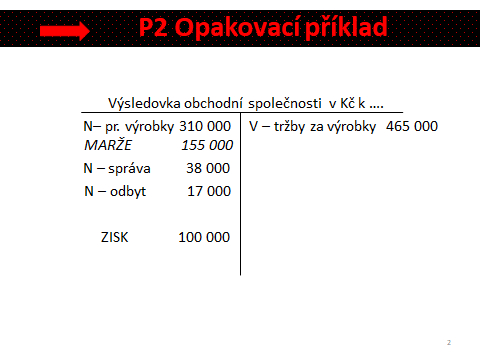 P2 Opakovací příklad
Výsledovka obchodní společnosti v Kč k ....
N– pr. výrobky 310 000 V – tržby za výrobky 465 000
MARŽE 155 000
N – správa 38 000
N – odbyt 17 000
ZISK 100 000
2